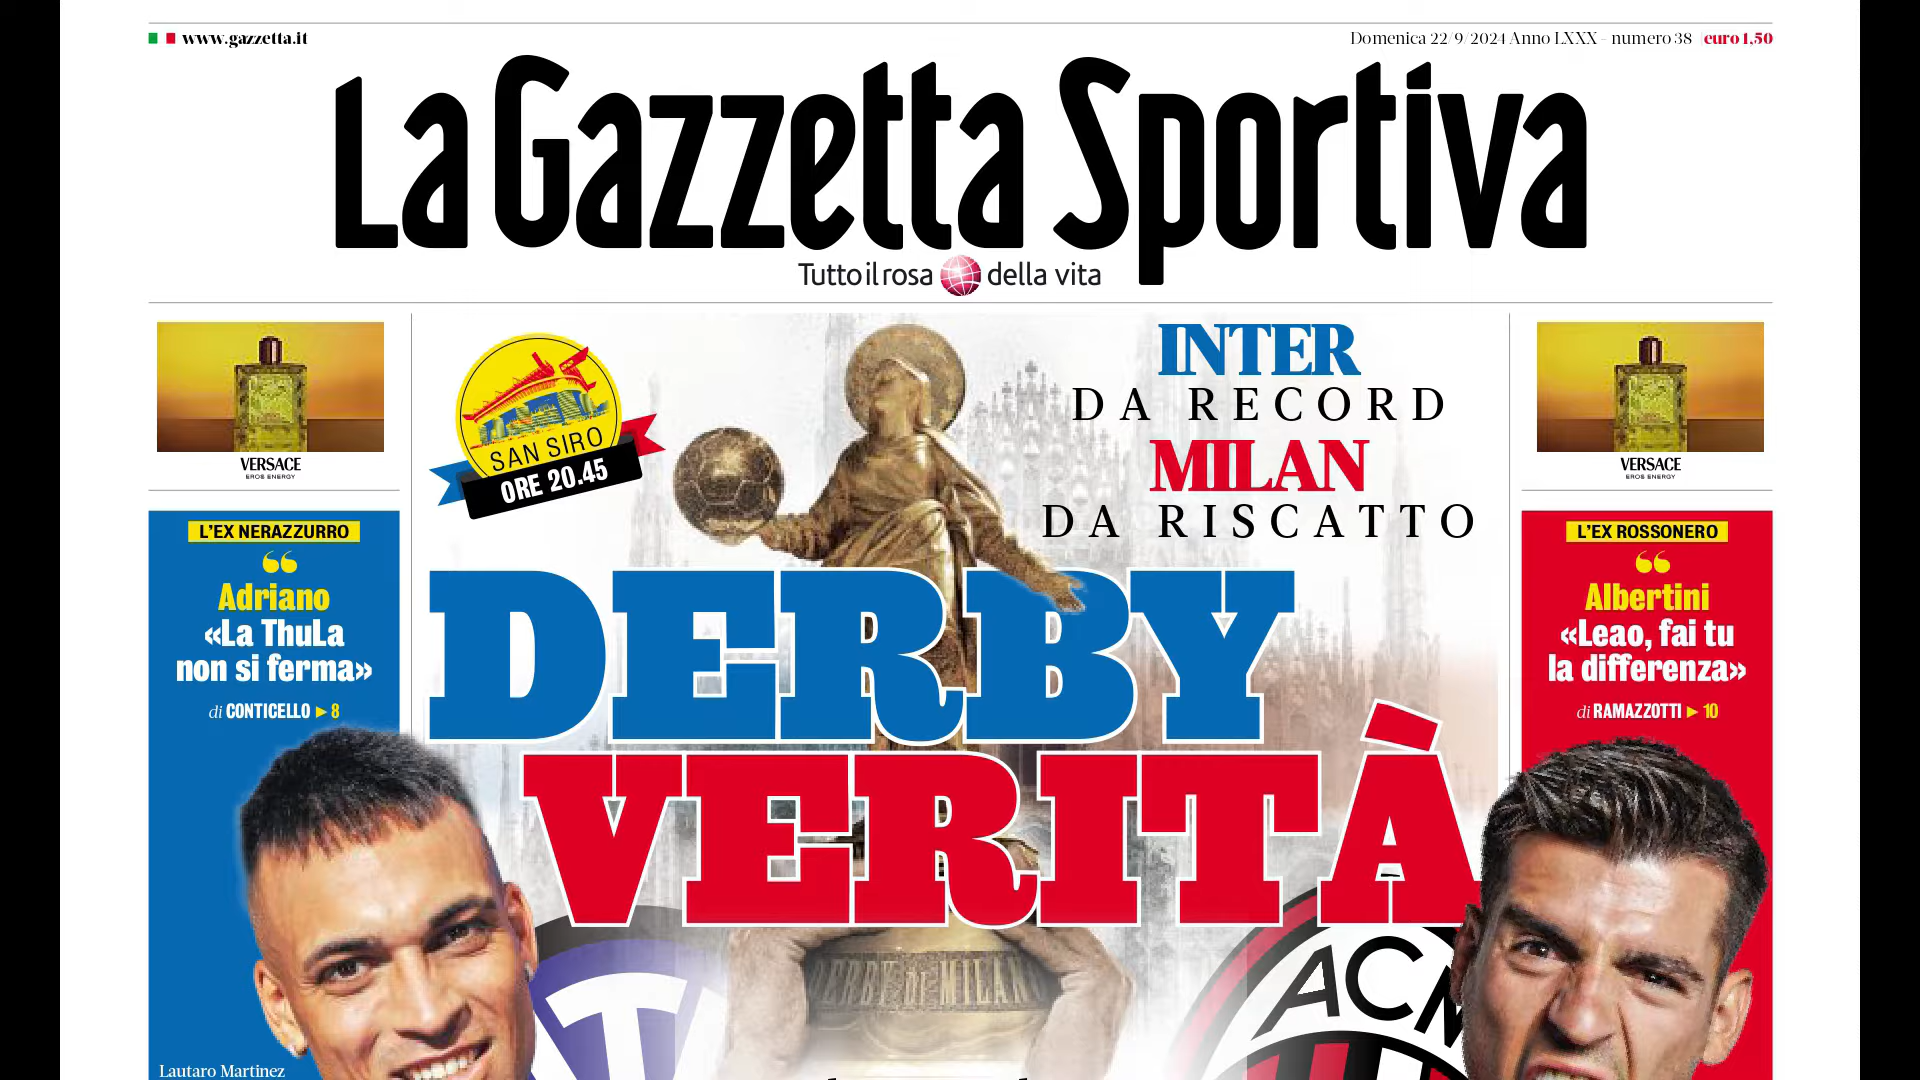 www.gazzetta.it
Domenica 22/9/2024 Anno LXXX - numero 38 euro 1,50
La Gazzetta Sportiva
Tutto il rosa della vita
VERSACE
EROS ENERGY
L'EX NERAZZURRO
“
Adriano
«La ThuLa
non si ferma»
di CONTICELLO ▶ 8
Lautaro Martinez
SAN SIRO
ORE 20.45
INTER
DA RECORD
MILAN
DA RISCATTO
DERBY
VERITÀ
DERBY DI MILAN
ACM
VERSACE
EROS ENERGY
L'EX ROSSONERO
“
Albertini
«Leao, fai tu
la differenza»
di RAMAZZOTTI ▶ 10